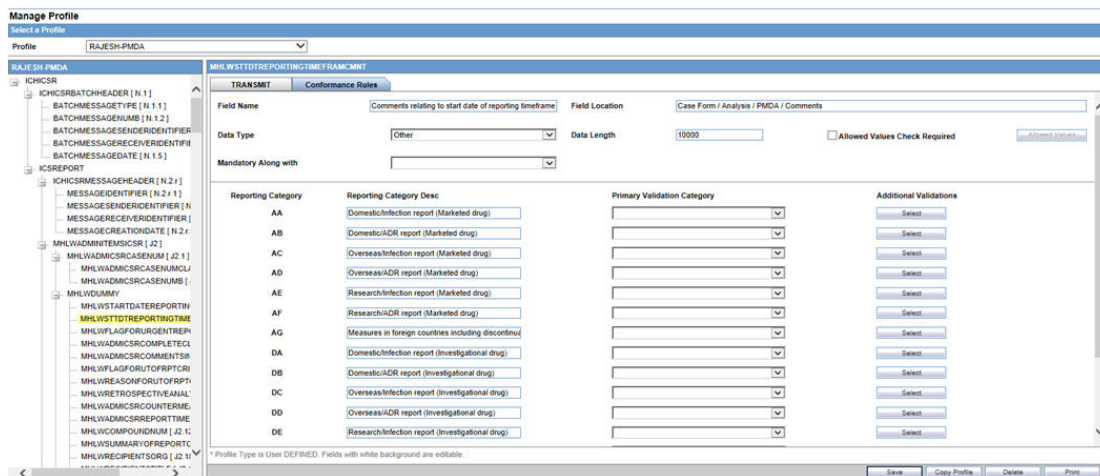 Manage Profile
Select a Profile
Profile RAJESH-PMDA
RAJESH-PMDA
ICHICSR
ICHICSRBATCHHEADER [ N.1 ]
BATCHMESSAGETYPE [ N.1.1 ]
BATCHMESSAGENUMB [ N.1.2 ]
BATCHMESSAGESENDERIDENTIFIER
BATCHMESSAGERECEIVERIDENTIFIE
BATCHMESSAGEDATE [ N.1.5 ]
ICSREPORT
ICHICSRMESSAGEHEADER [ N.2.r ]
MESSAGEIDENTIFIER [ N.2.r.1 ]
MESSAGESENDERIDENTIFIER [ N
MESSAGERECEIVERIDENTIFIER [
MESSAGECREATIONDATE [ N.2.r.
MHLWADMINITEMSICSR [ J2 ]
MHLWADMICSRCASENUM [ J2.1 ]
MHLWADMICSRCASENUMCLA
MHLWADMICSRCASENUMB [
MHLWDUMMY
MHLWSTARTDATEREPORTIN
MHLWSTTDTREPORTINGTIME
MHLWFLAGFORURGENTREPO
MHLWADMICSRCOMPLETECL
MHLWADMICSRCOMMENTSIN
MHLWFLAGFORUTOFRPTCRI
MHLWREASONFORUTOFRPT
MHLWRETROSPECTIVEANAL
MHLWADMICSRCOUNTERME
MHLWADMICSRREPORTTIME
MHLWCOMPOUNDNUM [ J2.12
MHLWSUMMARYOFREPORTC
MHLWRECIPIENTSORG [ J2.18
MHLWSTTDTREPORTINGTIMEFRAMCMNT
TRANSMIT Conformance Rules
Field Name Comments relating to start date of reporting timeframe Field Location Case Form / Analysis / PMDA / Comments
Data Type Other Data Length 10000 Allowed Values Check Required Allowed Values
Mandatory Along with
Reporting Category Reporting Category Desc Primary Validation Category Additional Validations
AA Domestic/Infection report (Marketed drug) Select
AB Domestic/ADR report (Marketed drug) Select
AC Overseas/Infection report (Marketed drug) Select
AD Overseas/ADR report (Marketed drug) Select
AE Research/Infection report (Marketed drug) Select
AF Research/ADR report (Marketed drug) Select
AG Measures in foreign countries including discontinua Select
DA Domestic/Infection report (Investigational drug) Select
DB Domestic/ADR report (Investigational drug) Select
DC Overseas/Infection report (Investigational drug) Select
DD Overseas/ADR report (Investigational drug) Select
DE Research/Infection report (Investigational drug) Select
* Profile Type is User DEFINED. Fields with white background are editable.
Save Copy Profile Delete Print